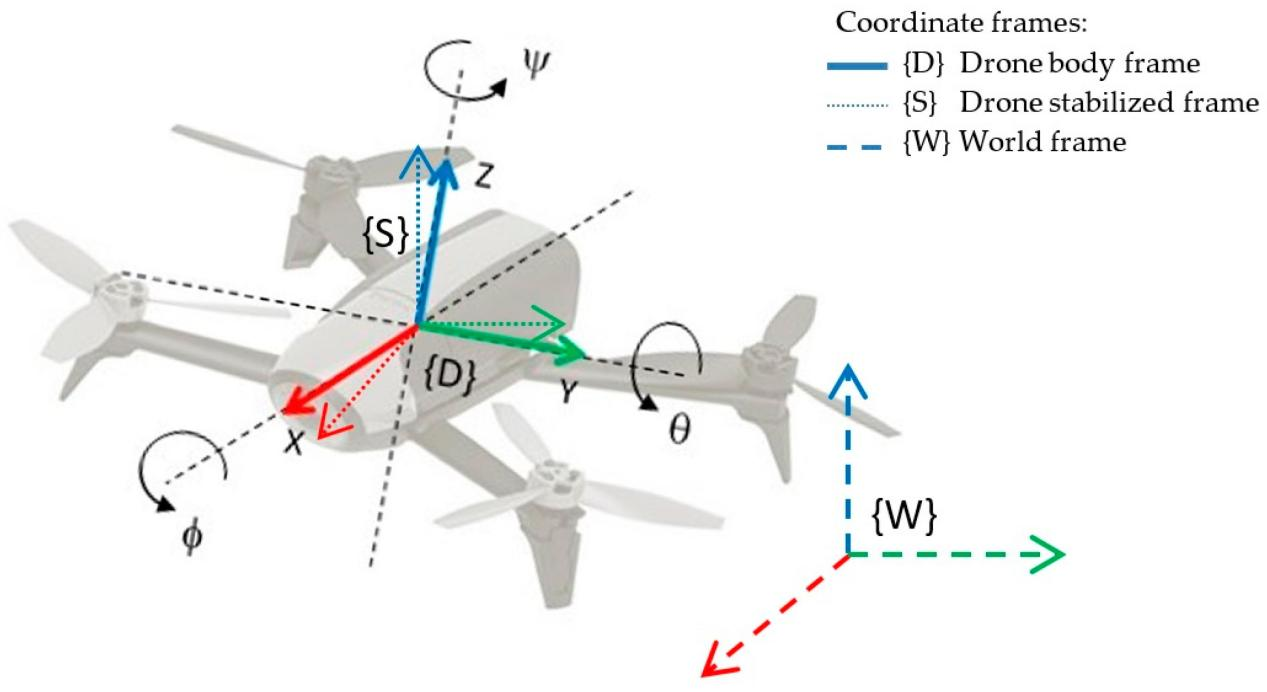 Coordinate frames:
{D} Drone body frame
{S} Drone stabilized frame
{W} World frame
ψ
Z
{S}
{D}
Y
θ
X
ϕ
{W}